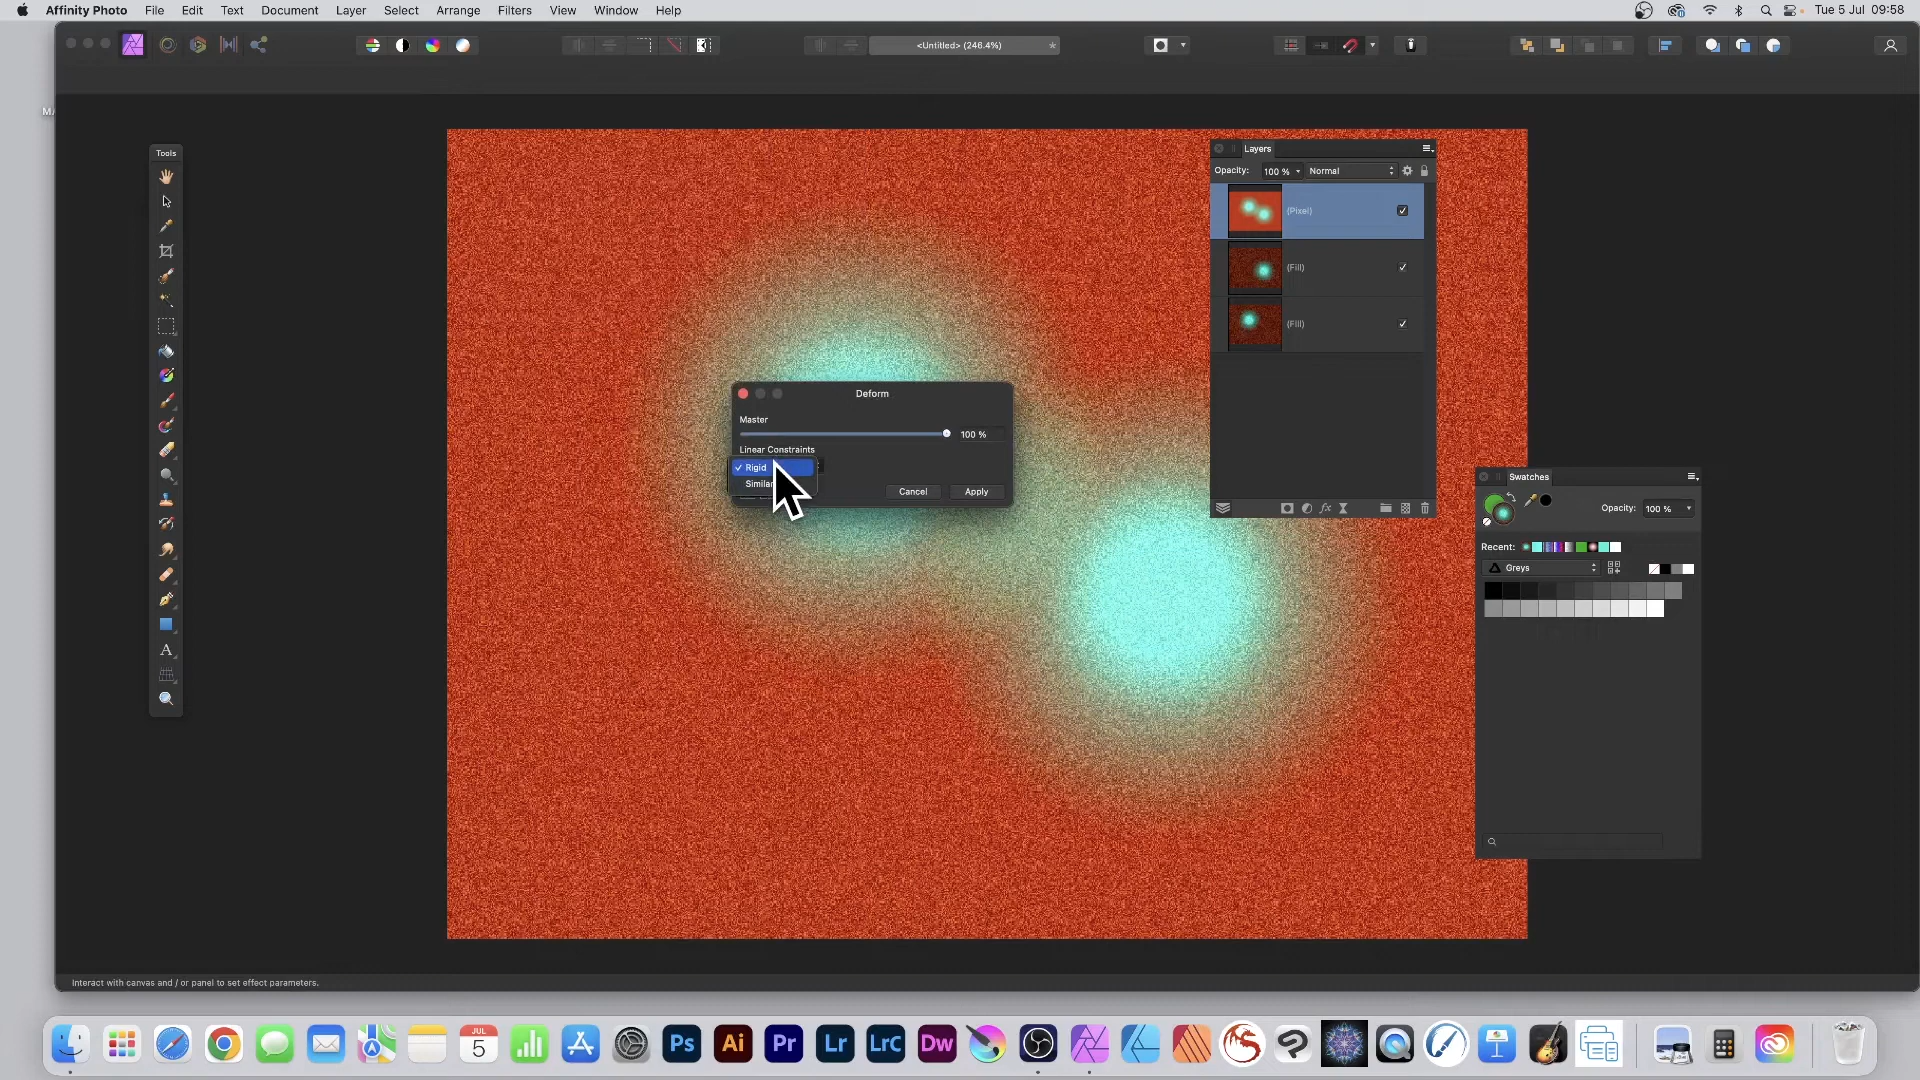 Affinity Photo File Edit Text Document Layer Select Arrange Filters View Window Help Tue 5 Jul 09:58
<Untitled> (246.4%)
Tools
Layers
Opacity: 100 % Normal
(Pixel)
(Fill)
(Fill)
Deform
Master
100 %
Linear Constraints
Rigid
Cancel Apply
Swatches
Opacity: 100 %
Recent:
Greys
A
Interact with canvas and / or panel to set effect parameters.
JUL
5
Ps Ai Pr Lr LrC Dw